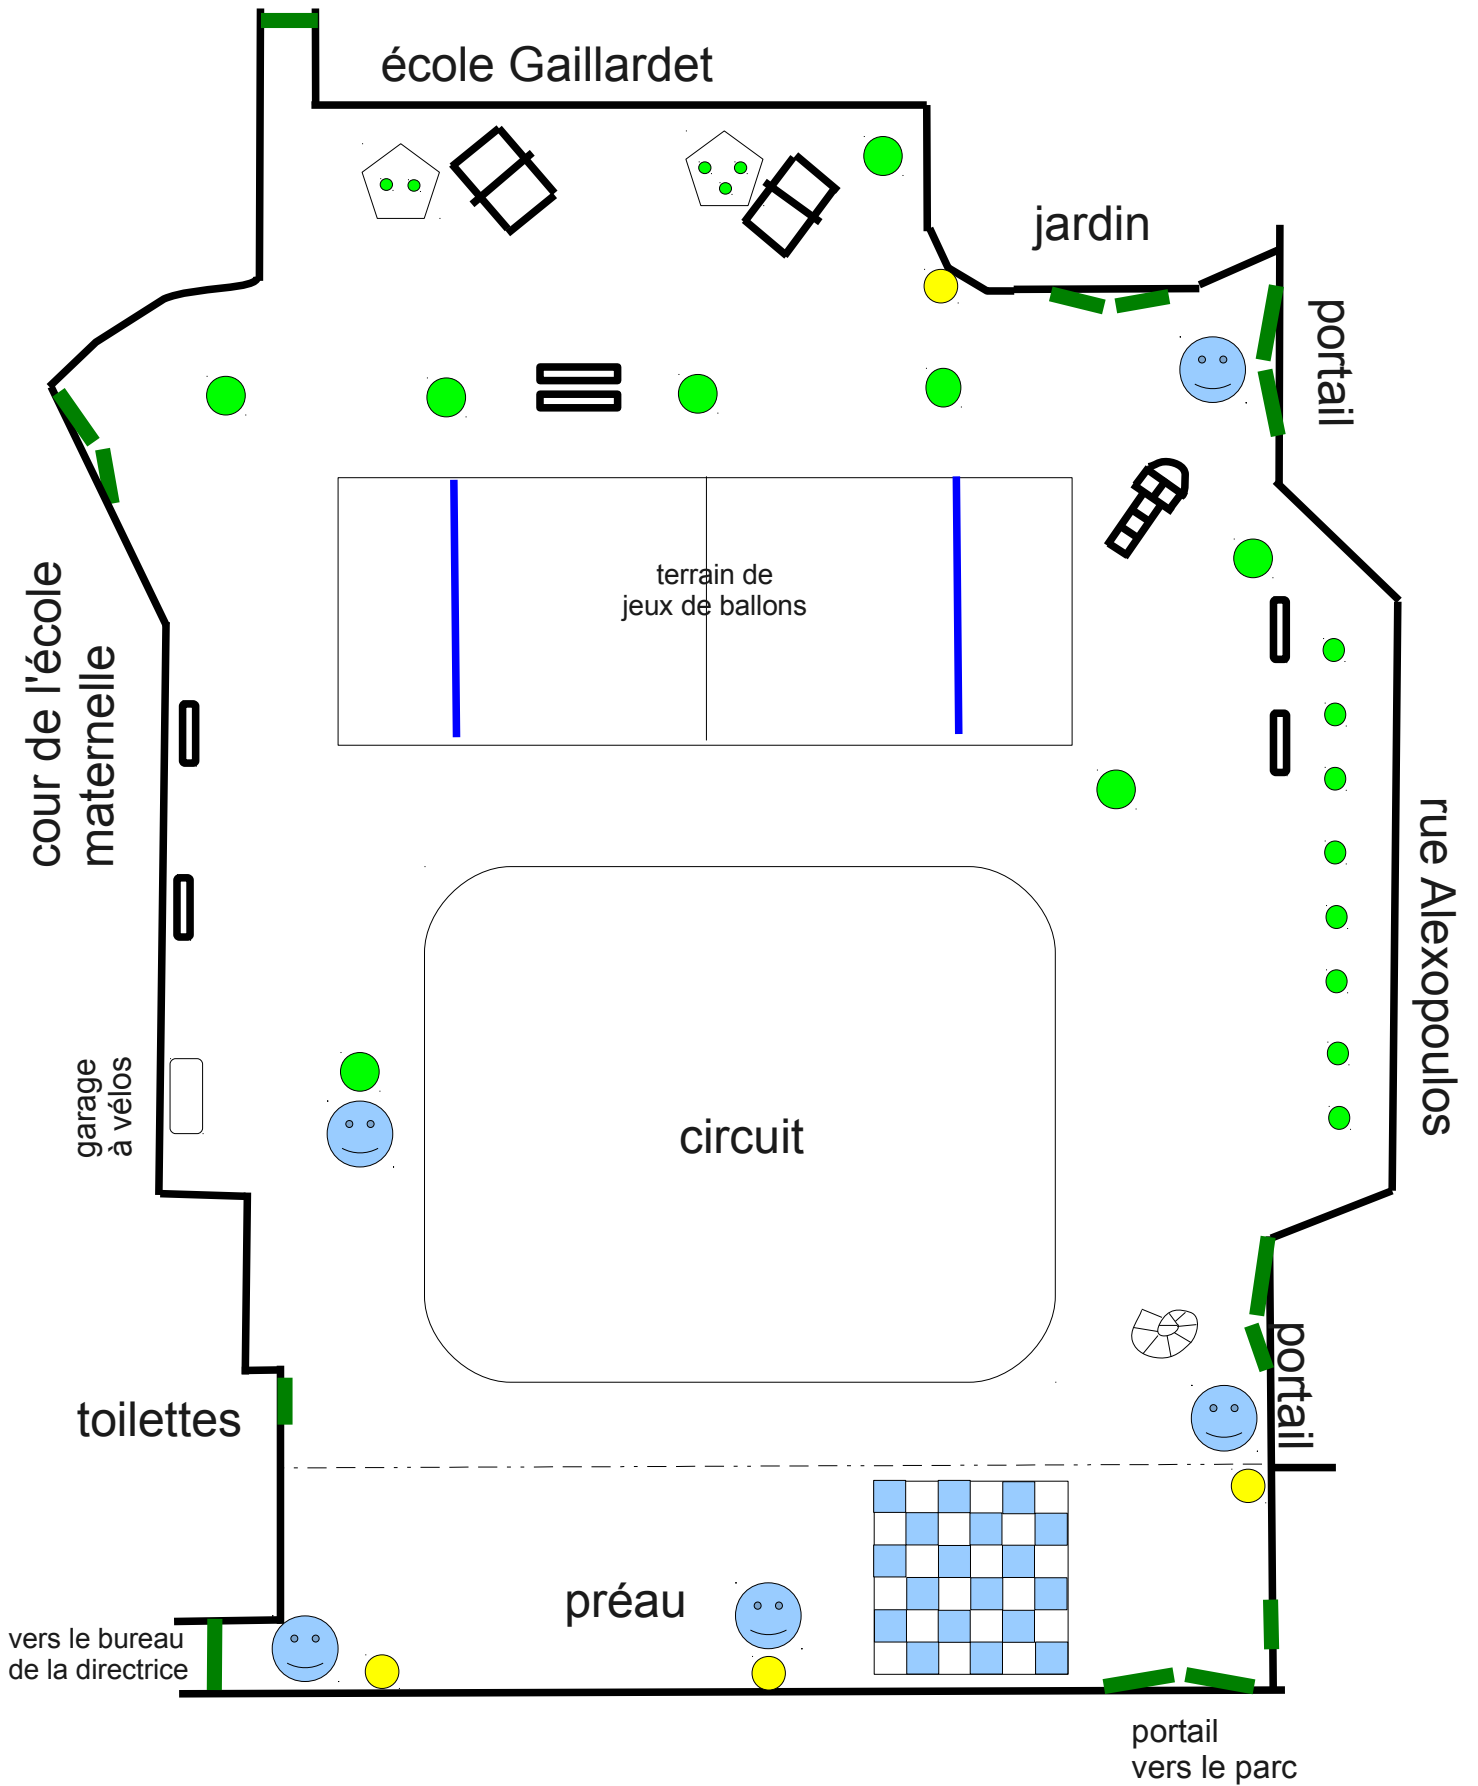 école Gaillardet
jardin
portail
terrain de
jeux de ballons
cour de l'école
maternelle
rue Alexopoulos
garage
à vélos
circuit
portail
toilettes
préau
vers le bureau
de la directrice
portail
vers le parc